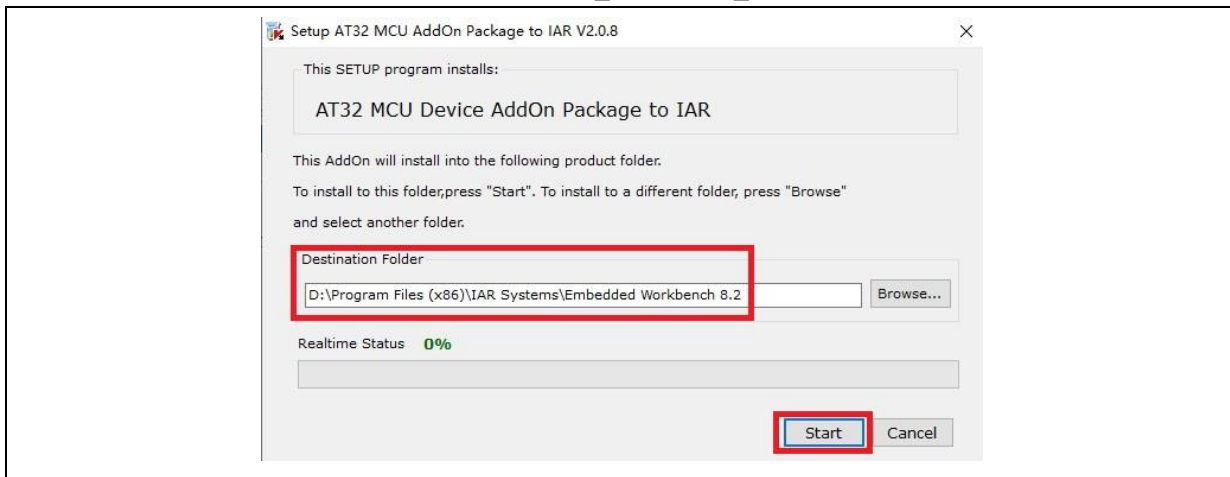 Setup AT32 MCU AddOn Package to IAR V2.0.8
This SETUP program installs:
AT32 MCU Device AddOn Package to IAR
This AddOn will install into the following product folder.
To install to this folder,press "Start". To install to a different folder, press "Browse"
and select another folder.
Destination Folder
D:\Program Files (x86)\IAR Systems\Embedded Workbench 8.2
Browse...
Realtime Status 0%
Start Cancel